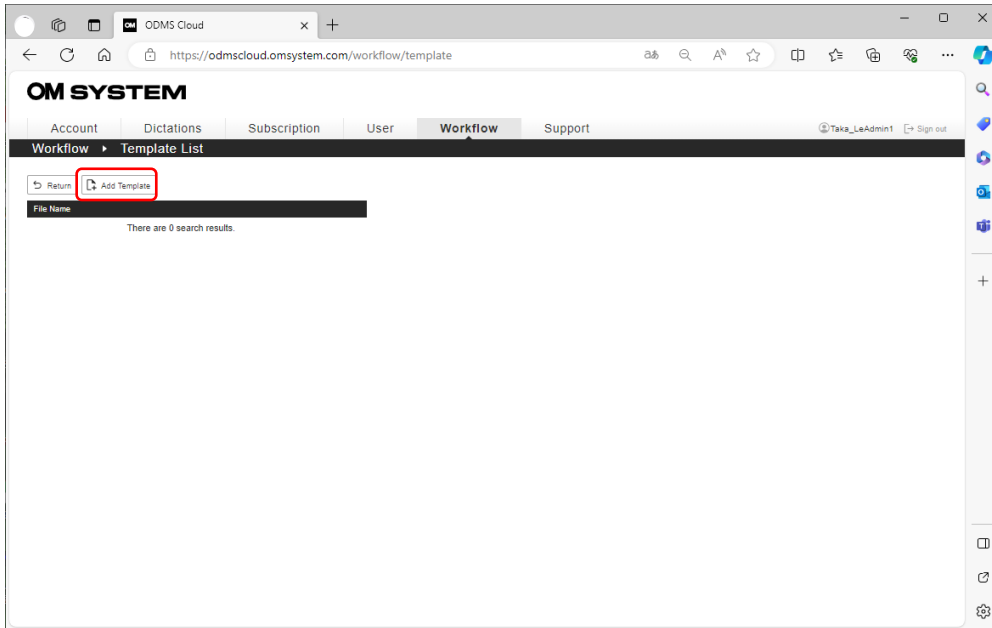 OM ODMS Cloud
https://odmscloud.omsystem.com/workflow/template
OM SYSTEM
Account Dictations Subscription User Workflow Support Taka_LeAdmin1 Sign out
Workflow Template List
Return Add Template
File Name
There are 0 search results.